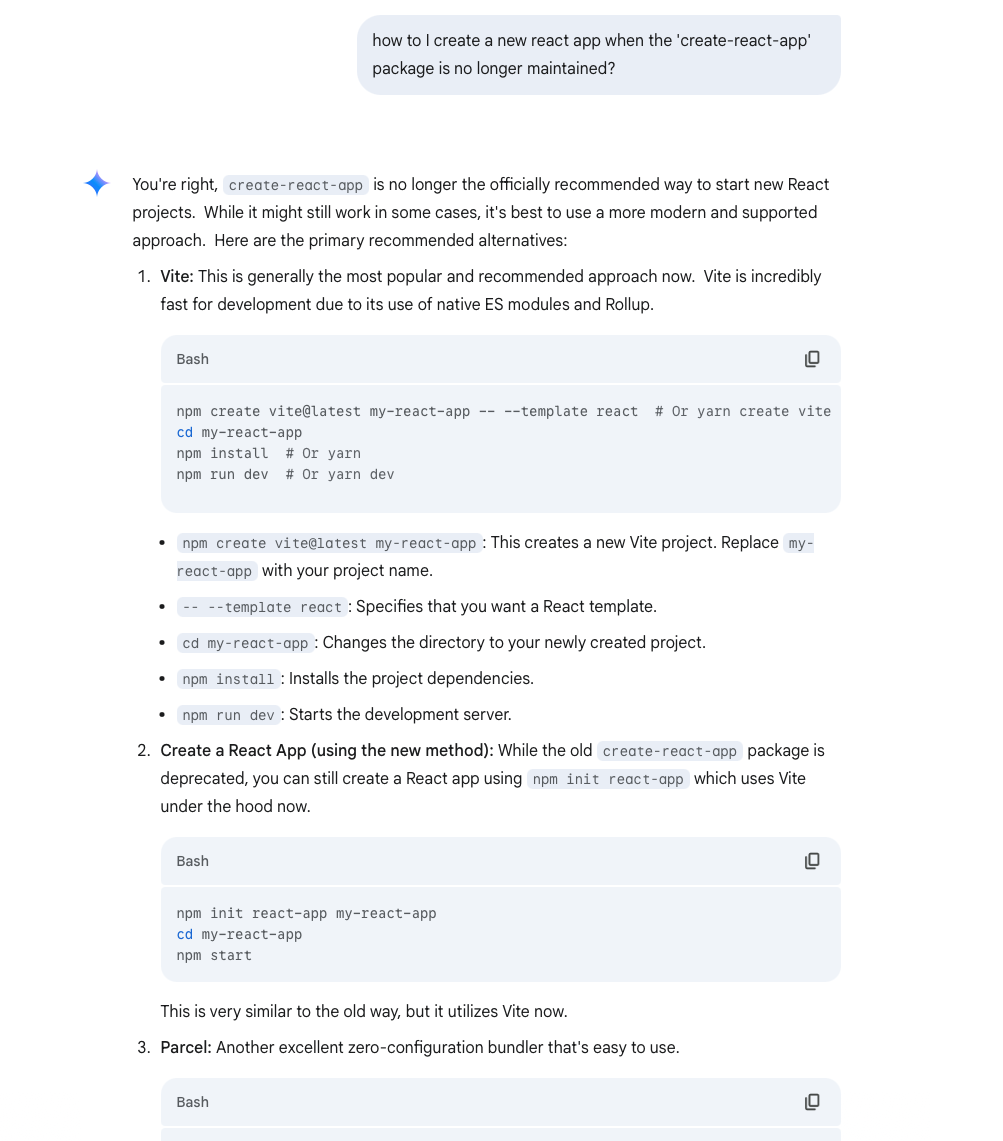 how to I create a new react app when the 'create-react-app'
package is no longer maintained?
You're right, create-react-app is no longer the officially recommended way to start new React
projects.  While it might still work in some cases, it's best to use a more modern and supported
approach.  Here are the primary recommended alternatives:
1. Vite: This is generally the most popular and recommended approach now.  Vite is incredibly
fast for development due to its use of native ES modules and Rollup.
Bash
npm create vite@latest my-react-app -- --template react  # Or yarn create vite
cd my-react-app
npm install  # Or yarn
npm run dev  # Or yarn dev
• npm create vite@latest my-react-app: This creates a new Vite project. Replace my-
react-app with your project name.
• -- --template react: Specifies that you want a React template.
• cd my-react-app: Changes the directory to your newly created project.
• npm install: Installs the project dependencies.
• npm run dev: Starts the development server.
2. Create a React App (using the new method): While the old create-react-app package is
deprecated, you can still create a React app using npm init react-app which uses Vite
under the hood now.
Bash
npm init react-app my-react-app
cd my-react-app
npm start
This is very similar to the old way, but it utilizes Vite now.
3. Parcel: Another excellent zero-configuration bundler that's easy to use.
Bash